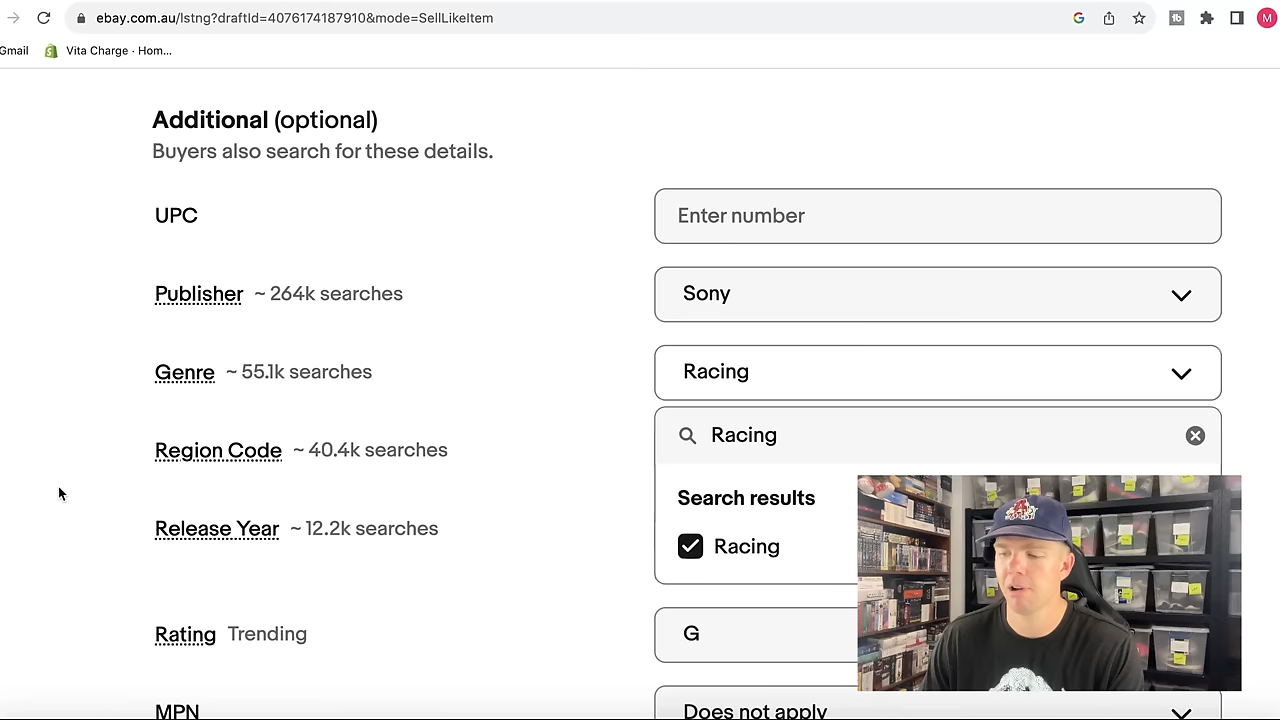 ebay.com.au/lstng?draftId=4076174187910&mode=SellLikeItem
M
Gmail
Vita Charge · Hom...
Additional (optional)
Buyers also search for these details.
UPC
Enter number
Publisher ~ 264k searches
Sony
Genre ~ 55.1k searches
Racing
Region Code ~ 40.4k searches
Racing
Search results
Release Year ~ 12.2k searches
Racing
Rating Trending
G
MPN
Does not apply